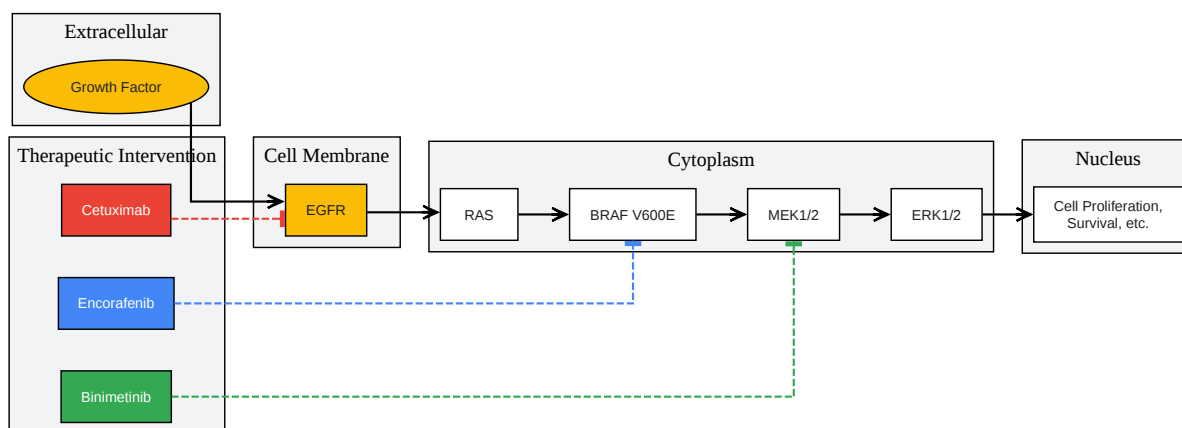 Extracellular
Growth Factor
Therapeutic Intervention
Cetuximab
Encorafenib
Binimetinib
Cell Membrane
EGFR
Cytoplasm
RAS
BRAF V600E
MEK1/2
ERK1/2
Nucleus
Cell Proliferation,
Survival, etc.